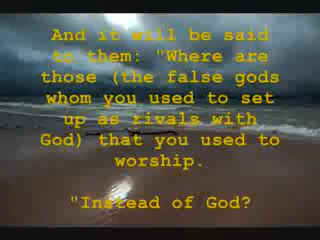 And it will be said
to them: "Where are
those (the false gods
whom you used to set
up as rivals with
God) that you used to
worship.
"Instead of God?